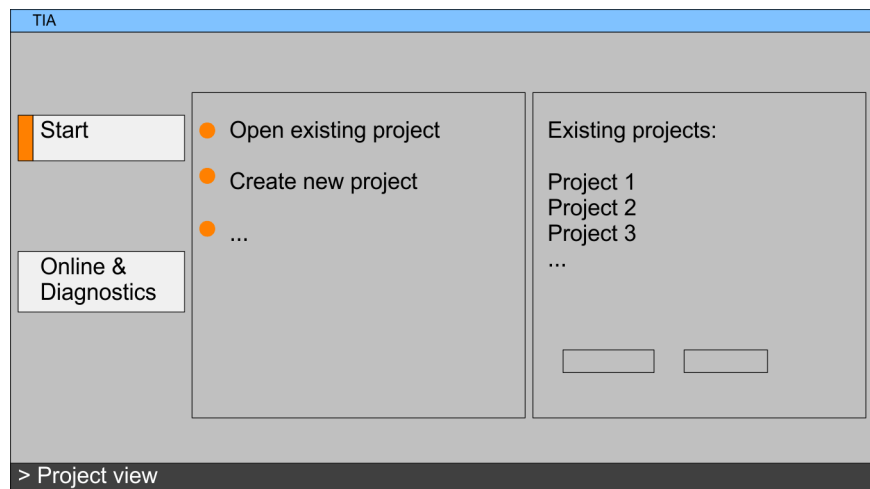 TIA
Start
Online &
Diagnostics
Open existing project
Create new project
...
Existing projects:
Project 1
Project 2
Project 3
...
> Project view